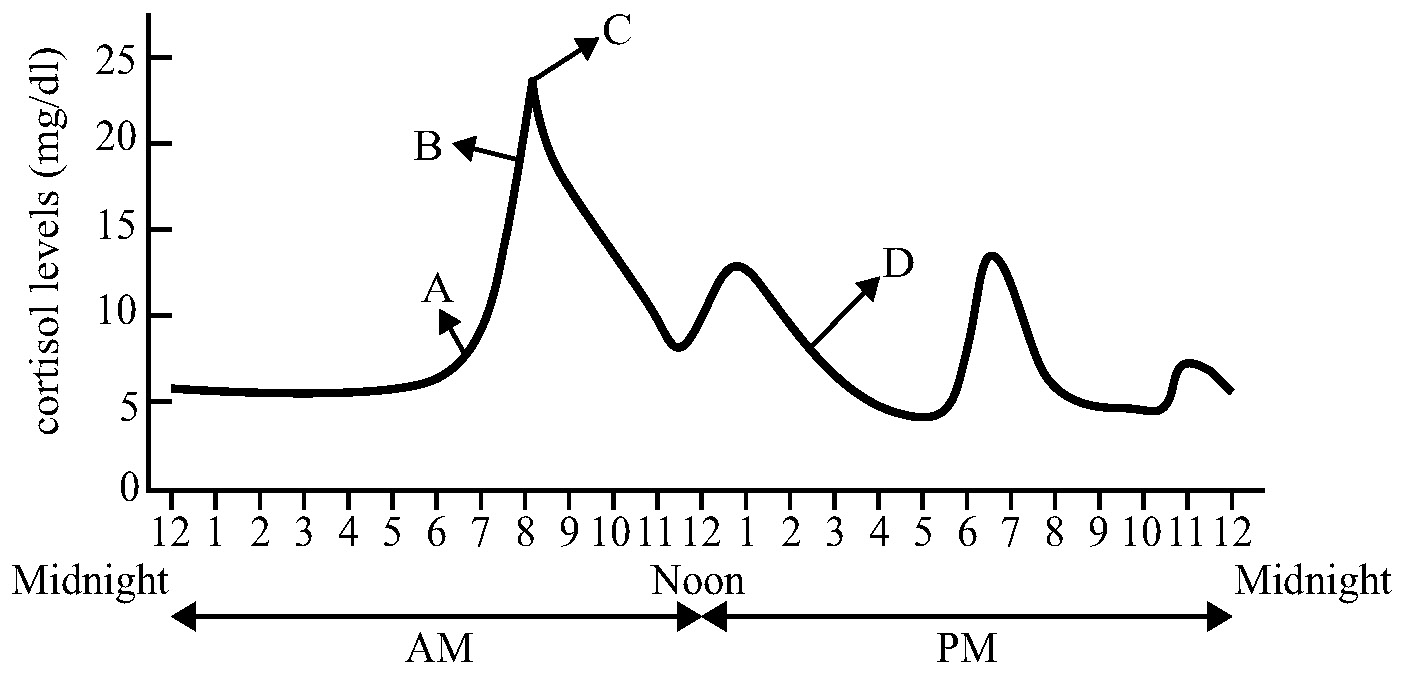 cortisol levels (mg/dl)
25
20
15
10
5
0
C
B
A
D
12 1 2 3 4 5 6 7 8 9 10 11 12 1 2 3 4 5 6 7 8 9 10 11 12
Midnight Noon Midnight
AM PM